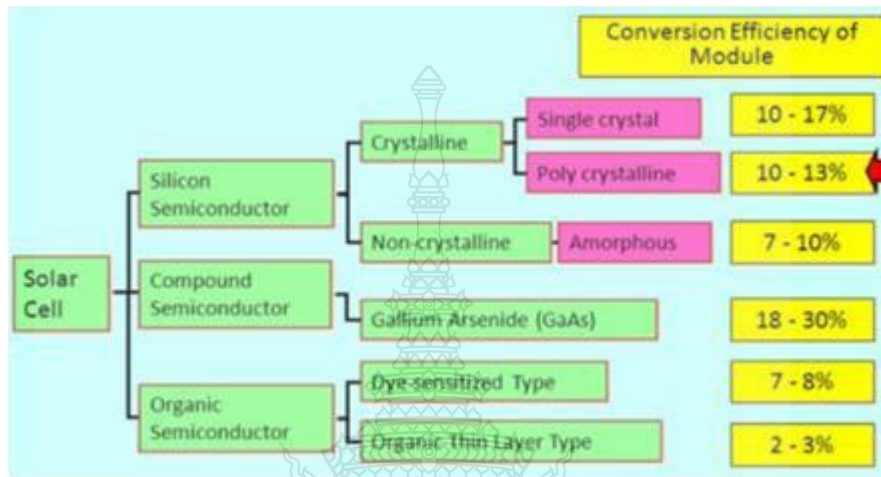 Conversion Efficiency of
Module
Single crystal
10 - 17%
Crystalline
Poly crystalline
10 - 13%
Silicon
Semiconductor
Non-crystalline
Amorphous
7 - 10%
Solar
Cell
Compound
Semiconductor
Gallium Arsenide (GaAs)
18 - 30%
Dye-sensitized Type
7 - 8%
Organic
Semiconductor
Organic Thin Layer Type
2 - 3%